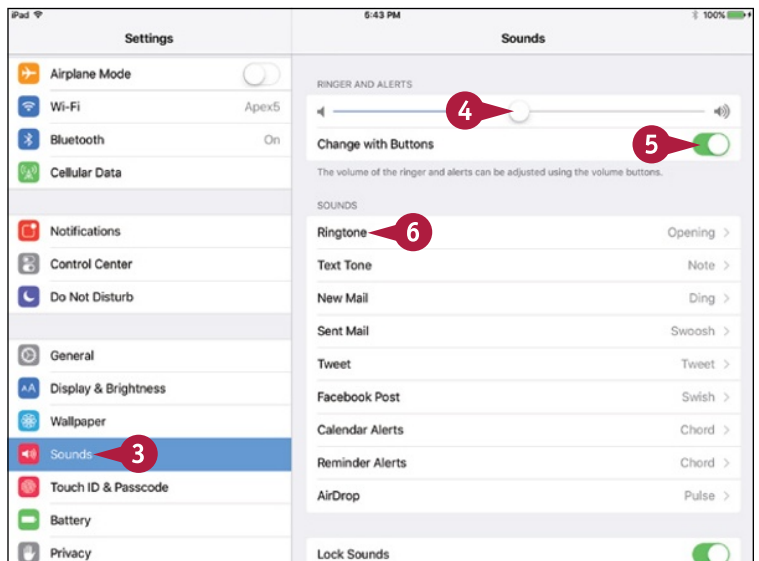 iPad 6:43 PM 100%
Settings
Sounds
Airplane Mode
Wi-Fi Apex5
Bluetooth On
Cellular Data
Notifications
Control Center
Do Not Disturb
General
Display & Brightness
Wallpaper
Sounds 3
Touch ID & Passcode
Battery
Privacy
RINGER AND ALERTS
4
Change with Buttons 5
The volume of the ringer and alerts can be adjusted using the volume buttons.
SOUNDS
Ringtone 6 Opening >
Text Tone Note >
New Mail Ding >
Sent Mail Swoosh >
Tweet Tweet >
Facebook Post Swish >
Calendar Alerts Chord >
Reminder Alerts Chord >
AirDrop Pulse >
Lock Sounds